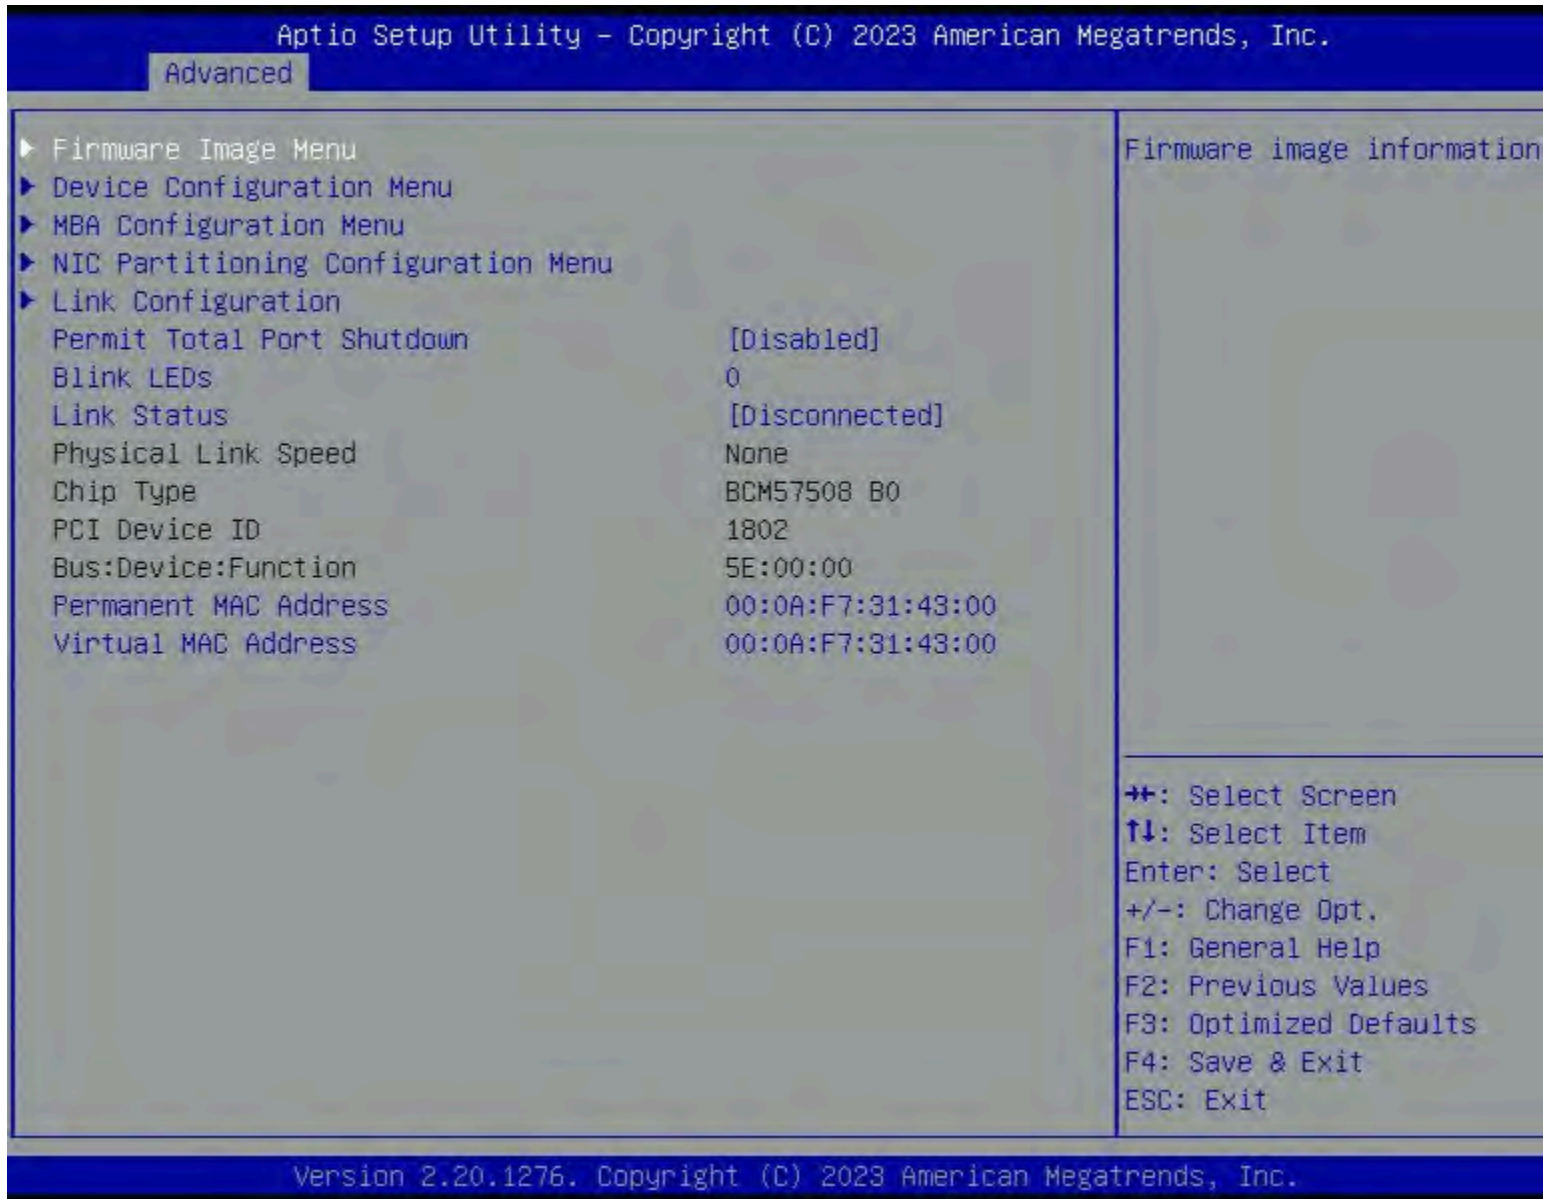 Aptio Setup Utility – Copyright (C) 2023 American Megatrends, Inc.
Advanced
Firmware Image Menu
Device Configuration Menu
MBA Configuration Menu
NIC Partitioning Configuration Menu
Link Configuration
Permit Total Port Shutdown [Disabled]
Blink LEDs 0
Link Status [Disconnected]
Physical Link Speed None
Chip Type BCM57508 B0
PCI Device ID 1802
Bus:Device:Function 5E:00:00
Permanent MAC Address 00:0A:F7:31:43:00
Virtual MAC Address 00:0A:F7:31:43:00
Firmware image information
→←: Select Screen
↑↓: Select Item
Enter: Select
+/-: Change Opt.
F1: General Help
F2: Previous Values
F3: Optimized Defaults
F4: Save & Exit
ESC: Exit
Version 2.20.1276. Copyright (C) 2023 American Megatrends, Inc.